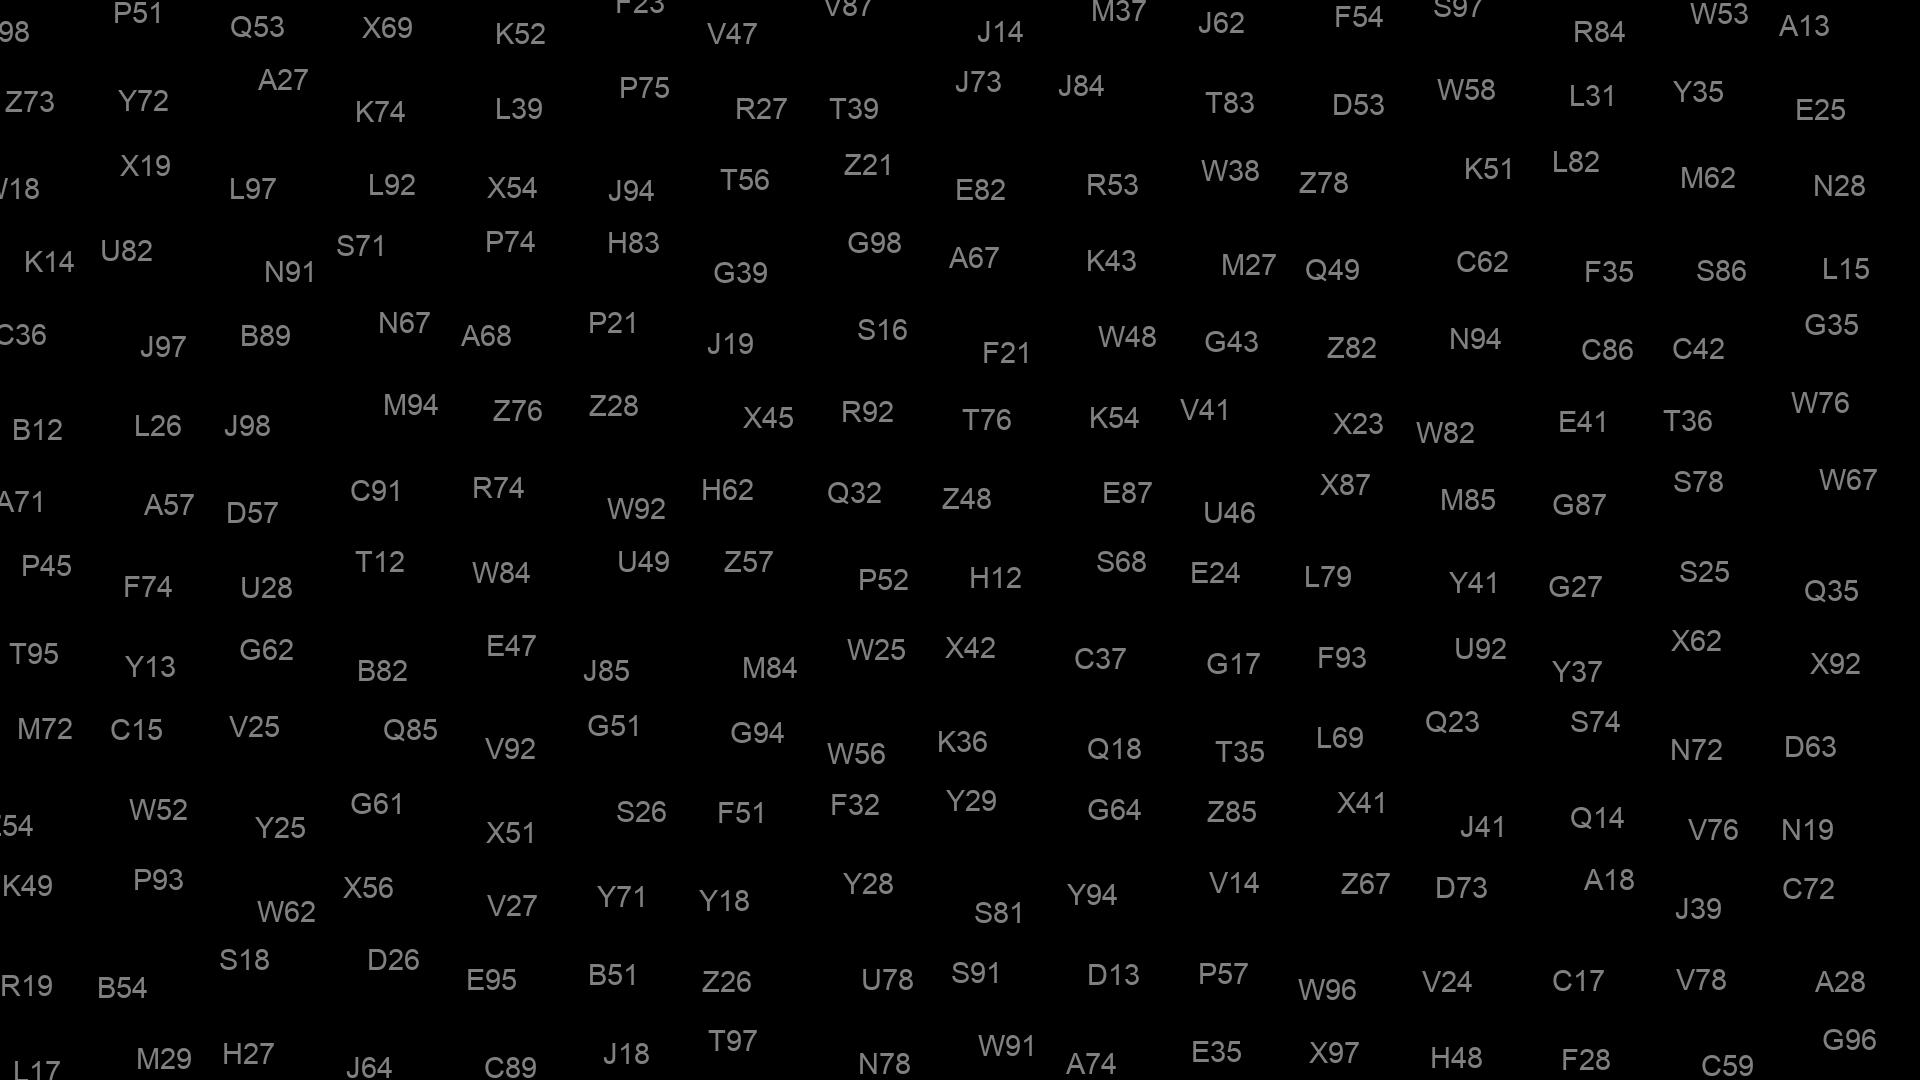 98 P51 Q53 X69 K52 F23 V47 V87 J14 M37 J62 F54 S97 R84 W53 A13
Z73 Y72 A27 K74 L39 P75 R27 T39 J73 J84 T83 D53 W58 L31 Y35 E25
18 X19 L97 L92 X54 J94 T56 Z21 E82 R53 W38 Z78 K51 L82 M62 N28
K14 U82 N91 S71 P74 H83 G39 G98 A67 K43 M27 Q49 C62 F35 S86 L15
C36 J97 B89 N67 A68 P21 J19 S16 F21 W48 G43 Z82 N94 C86 C42 G35
B12 L26 J98 M94 Z76 Z28 X45 R92 T76 K54 V41 X23 W82 E41 T36 W76
A71 A57 D57 C91 R74 W92 H62 Q32 Z48 E87 U46 X87 M85 G87 S78 W67
P45 F74 U28 T12 W84 U49 Z57 P52 H12 S68 E24 L79 Y41 G27 S25 Q35
T95 Y13 G62 B82 E47 J85 M84 W25 X42 C37 G17 F93 U92 Y37 X62 X92
M72 C15 V25 Q85 V92 G51 G94 W56 K36 Q18 T35 L69 Q23 S74 N72 D63
54 W52 Y25 G61 X51 S26 F51 F32 Y29 G64 Z85 X41 J41 Q14 V76 N19
K49 P93 W62 X56 V27 Y71 Y18 Y28 S81 Y94 V14 Z67 D73 A18 J39 C72
R19 B54 S18 D26 E95 B51 Z26 U78 S91 D13 P57 W96 V24 C17 V78 A28
L17 M29 H27 J64 C89 J18 T97 N78 W91 A74 E35 X97 H48 F28 C59 G96